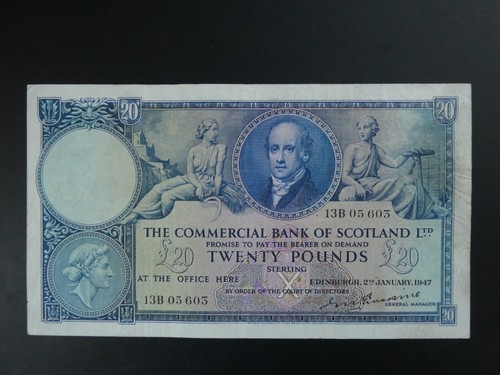 20 20
13B 05603
THE COMMERCIAL BANK OF SCOTLAND LTD
PROMISE TO PAY THE BEARER ON DEMAND
£20 TWENTY POUNDS £20
STERLING
AT THE OFFICE HERE EDINBURGH, 2ND JANUARY, 1947
BY ORDER OF THE COURT OF DIRECTORS
13B 05603
GENERAL MANAGER
20 20